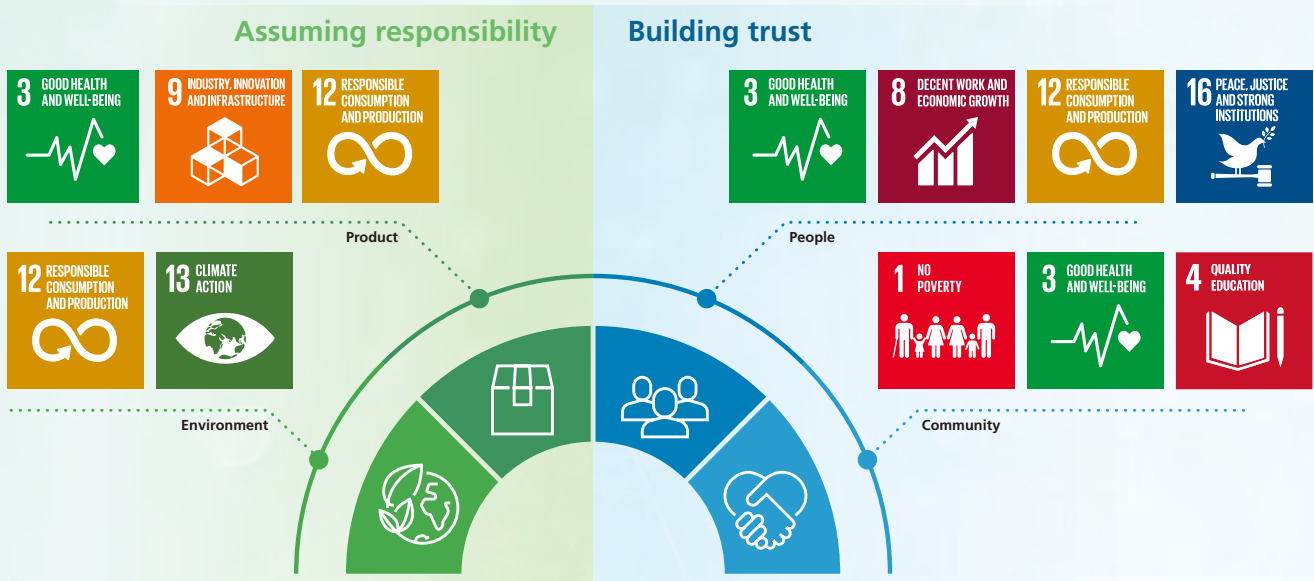 Assuming responsibility
3 GOOD HEALTH
AND WELL-BEING
9 INDUSTRY, INNOVATION
AND INFRASTRUCTURE
12 RESPONSIBLE
CONSUMPTION
AND PRODUCTION
Product
12 RESPONSIBLE
CONSUMPTION
AND PRODUCTION
13 CLIMATE
ACTION
Environment
Building trust
3 GOOD HEALTH
AND WELL-BEING
8 DECENT WORK AND
ECONOMIC GROWTH
12 RESPONSIBLE
CONSUMPTION
AND PRODUCTION
16 PEACE, JUSTICE
AND STRONG
INSTITUTIONS
People
1 NO
POVERTY
3 GOOD HEALTH
AND WELL-BEING
4 QUALITY
EDUCATION
Community